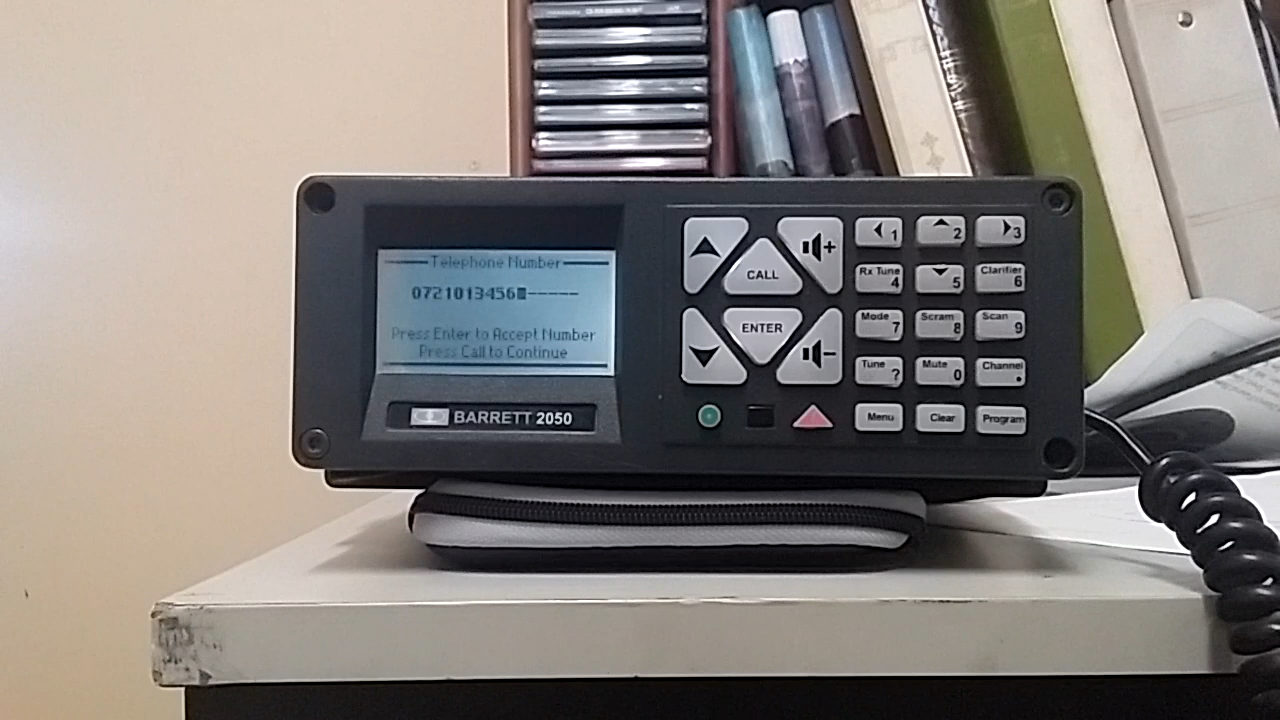 Telephone Number
0721013456
Press Enter to Accept Number
Press Call to Continue
BARRETT 2050
CALL
ENTER
1
2
3
Rx Tune 4
5
Clarifier 6
Mode 7
Scram 8
Scan 9
Tune ?
Mute 0
Channel .
Menu
Clear
Program